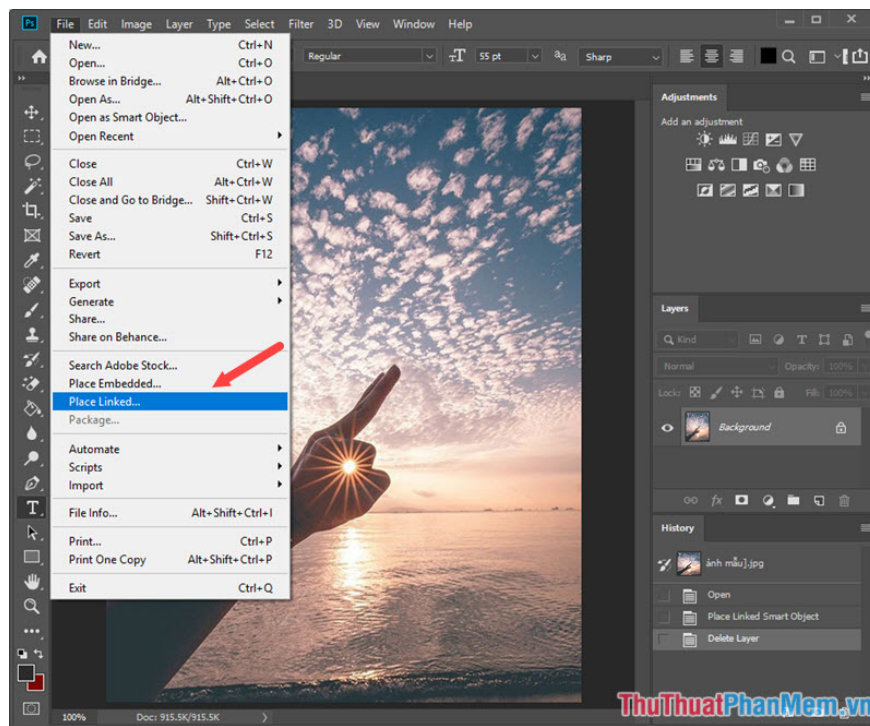 Ps File Edit Image Layer Type Select Filter 3D View Window Help
Regular 55 pt Sharp
New... Ctrl+N
Open... Ctrl+O
Browse in Bridge... Alt+Ctrl+O
Open As... Alt+Shift+Ctrl+O
Open as Smart Object...
Open Recent
Close Ctrl+W
Close All Alt+Ctrl+W
Close and Go to Bridge... Shift+Ctrl+W
Save Ctrl+S
Save As... Shift+Ctrl+S
Revert F12
Export
Generate
Share...
Share on Behance...
Search Adobe Stock...
Place Embedded...
Place Linked...
Package...
Automate
Scripts
Import
File Info... Alt+Shift+Ctrl+I
Print... Ctrl+P
Print One Copy Alt+Shift+Ctrl+P
Exit Ctrl+Q
Adjustments
Add an adjustment
Layers
Kind
Normal Opacity: 100%
Lock: Fill: 100%
Background
fx
History
ảnh mẫu].jpg
Open
Place Linked Smart Object
Delete Layer
100% Doc: 915.5K/915.5K
ThuThuatPhanMem.vn